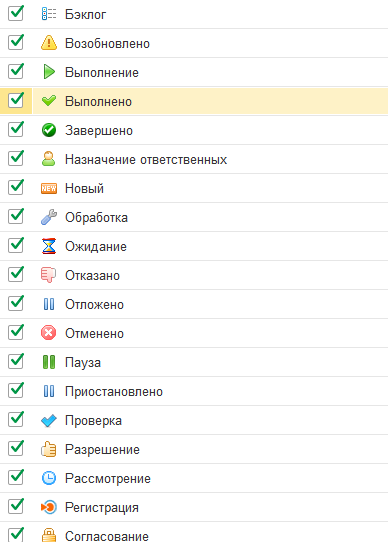 Бэклог
Возобновлено
Выполнение
Выполнено
Завершено
Назначение ответственных
NEW Новый
Обработка
Ожидание
Отказано
Отложено
Отменено
Пауза
Приостановлено
Проверка
Разрешение
Рассмотрение
Регистрация
Согласование